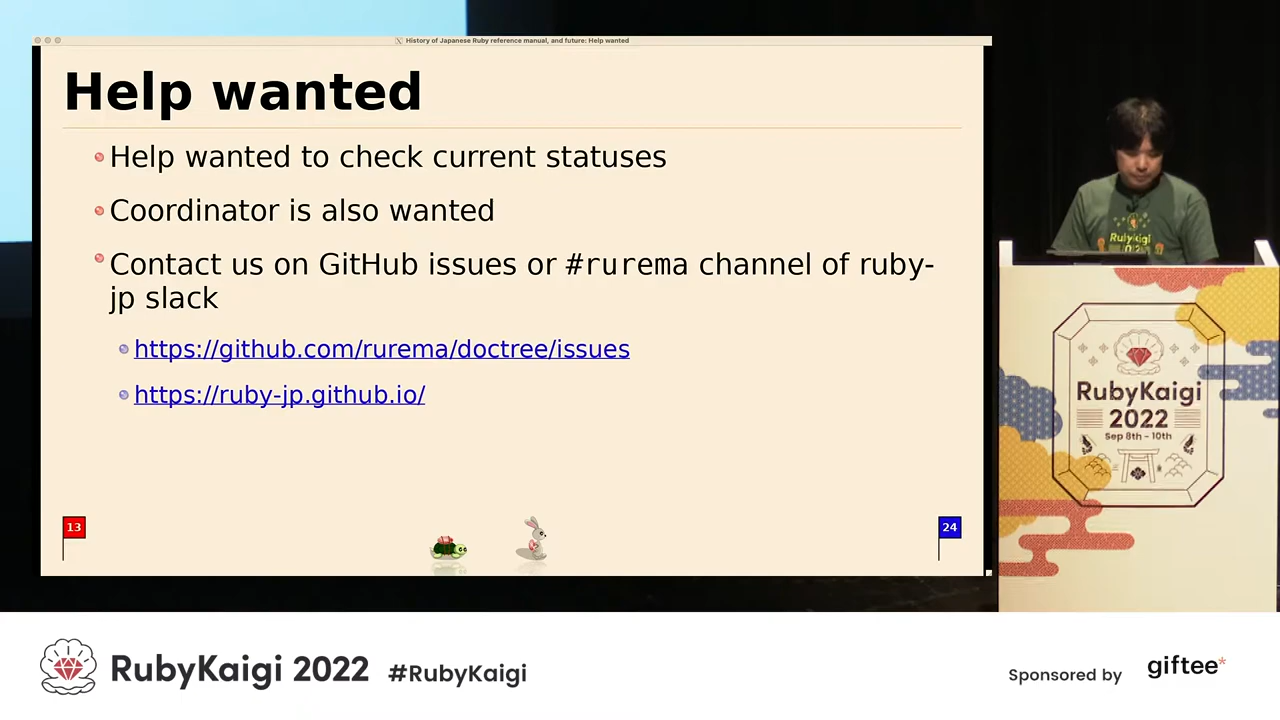 History of Japanese Ruby reference manual, and future: Help wanted
Help wanted
Help wanted to check current statuses
Coordinator is also wanted
Contact us on GitHub issues or #rurema channel of ruby-
jp slack
https://github.com/rurema/doctree/issues
https://ruby-jp.github.io/
13
24
RubyKaigi
RubyKaigi
2022
Sep 8th - 10th
RubyKaigi 2022 #RubyKaigi
Sponsored by giftee*